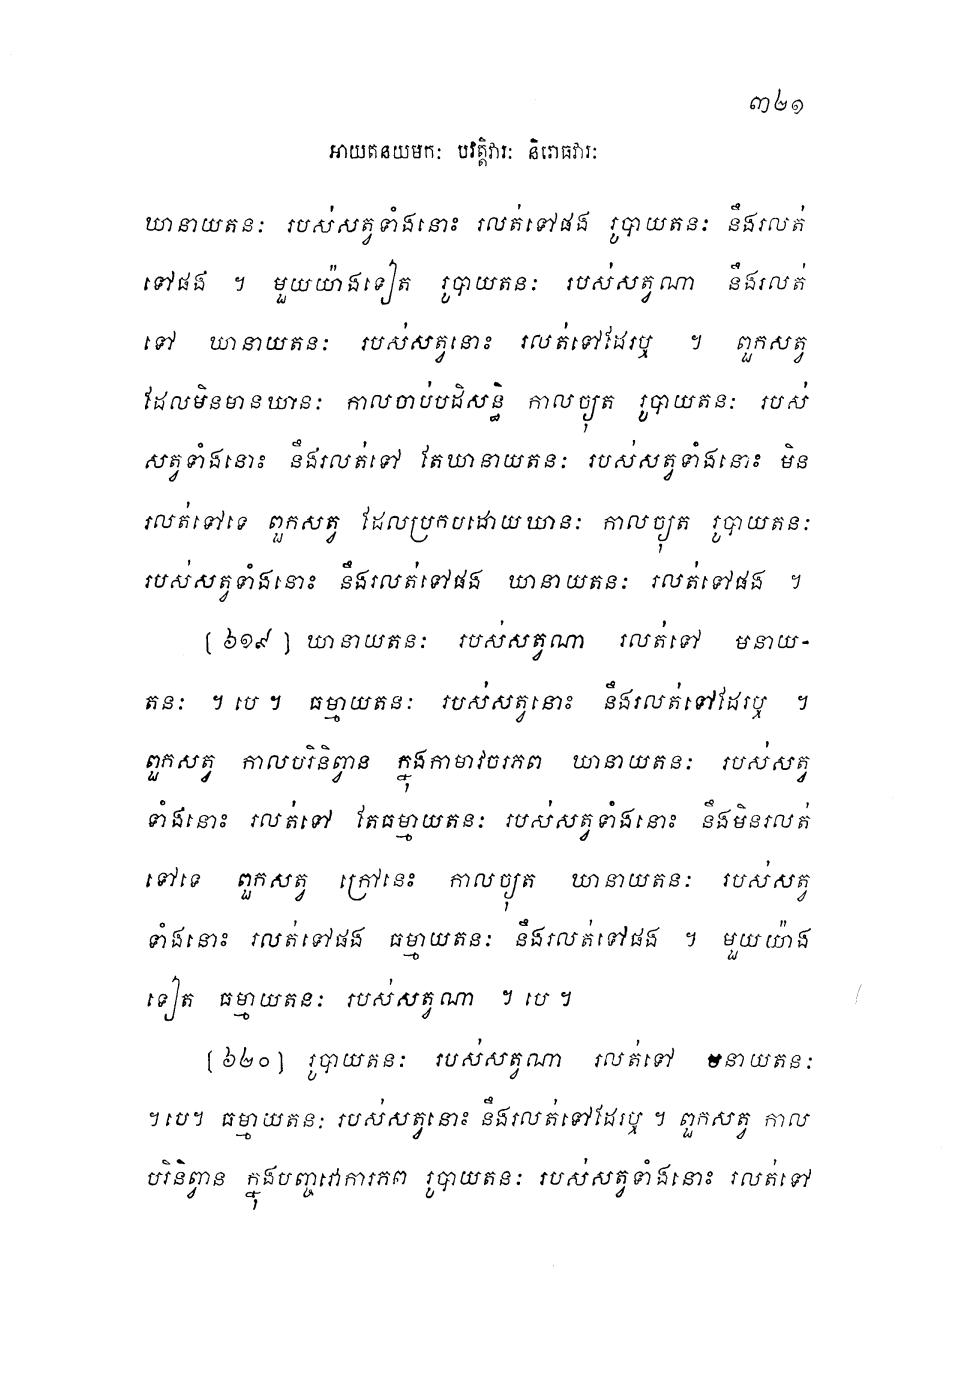 ៣២១
អាយតនយមកៈ បវត្តិវារៈ និរោធវារៈ
ឃានាយតនៈ របស់សត្វទាំងនោះ រលត់ទៅផង រូបាយតនៈ នឹងរលត់
ទៅផង ។ មួយយ៉ាងទៀត រូបាយតនៈ របស់សត្វណា នឹងរលត់
ទៅ ឃានាយតនៈ របស់សត្វនោះ រលត់ទៅដែរឬ ។ ពួកសត្វ
ដែលមិនមានឃានៈ កាលចាប់បដិសន្ធិ កាលច្យុត រូបាយតនៈ របស់
សត្វទាំងនោះ នឹងរលត់ទៅ តែឃានាយតនៈ របស់សត្វទាំងនោះ មិន
រលត់ទៅទេ ពួកសត្វ ដែលប្រកបដោយឃានៈ កាលច្យុត រូបាយតនៈ
របស់សត្វទាំងនោះ នឹងរលត់ទៅផង ឃានាយតនៈ រលត់ទៅផង ។
[៦១៩] ឃានាយតនៈ របស់សត្វណា រលត់ទៅ មនាយ-
តនៈ ។ បេ ។ ធម្មាយតនៈ របស់សត្វនោះ នឹងរលត់ទៅដែរឬ ។
ពួកសត្វ កាលបរិនិព្វាន ក្នុងកាមាវចរភព ឃានាយតនៈ របស់សត្វ
ទាំងនោះ រលត់ទៅ តែធម្មាយតនៈ របស់សត្វទាំងនោះ នឹងមិនរលត់
ទៅទេ ពួកសត្វ ក្រៅនេះ កាលច្យុត ឃានាយតនៈ របស់សត្វ
ទាំងនោះ រលត់ទៅផង ធម្មាយតនៈ នឹងរលត់ទៅផង ។ មួយយ៉ាង
ទៀត ធម្មាយតនៈ របស់សត្វណា ។ បេ ។
[៦២០] រូបាយតនៈ របស់សត្វណា រលត់ទៅ មនាយតនៈ
។បេ។ ធម្មាយតនៈ របស់សត្វនោះ នឹងរលត់ទៅដែរឬ ។ ពួកសត្វ កាល
បរិនិព្វាន ក្នុងបញ្ចវោការភព រូបាយតនៈ របស់សត្វទាំងនោះ រលត់ទៅ